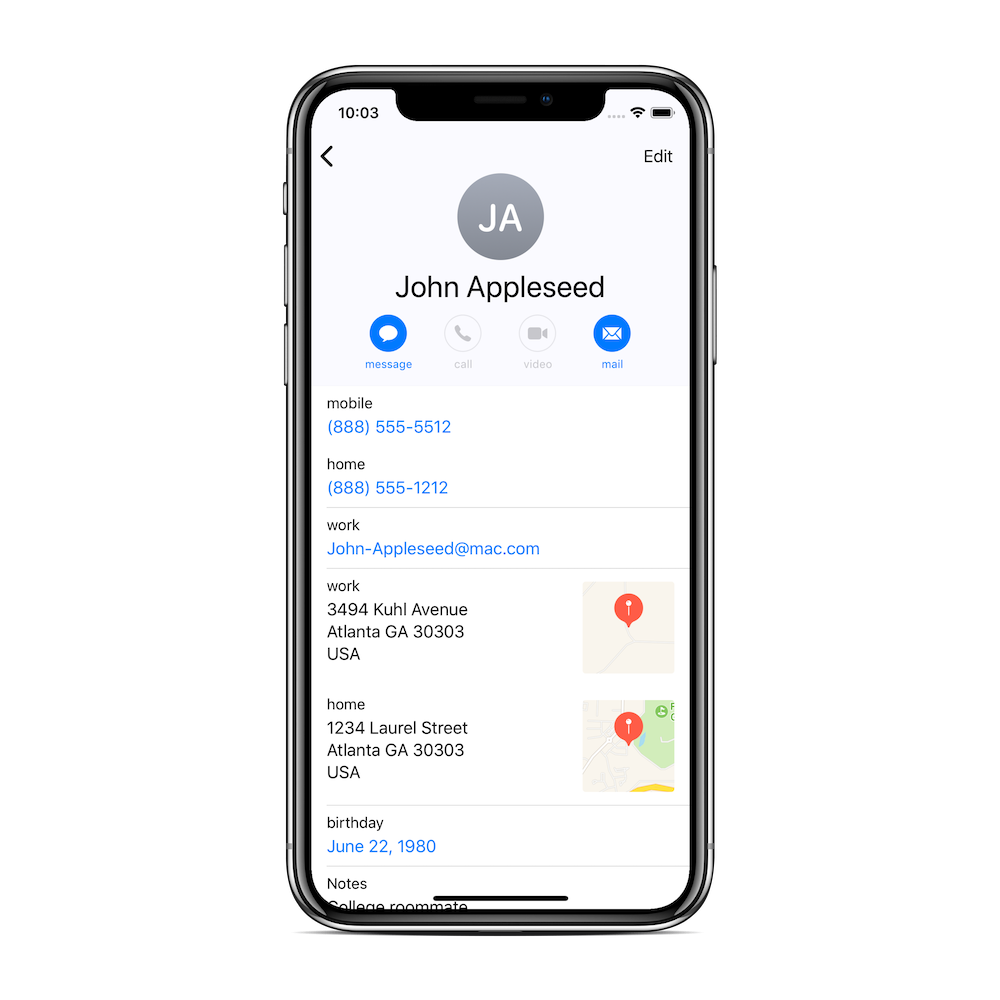 10:03
Edit
JA
John Appleseed
message
call
video
mail
mobile
(888) 555-5512
home
(888) 555-1212
work
John-Appleseed@mac.com
work
3494 Kuhl Avenue
Atlanta GA 30303
USA
home
1234 Laurel Street
Atlanta GA 30303
USA
birthday
June 22, 1980
Notes
College roommate